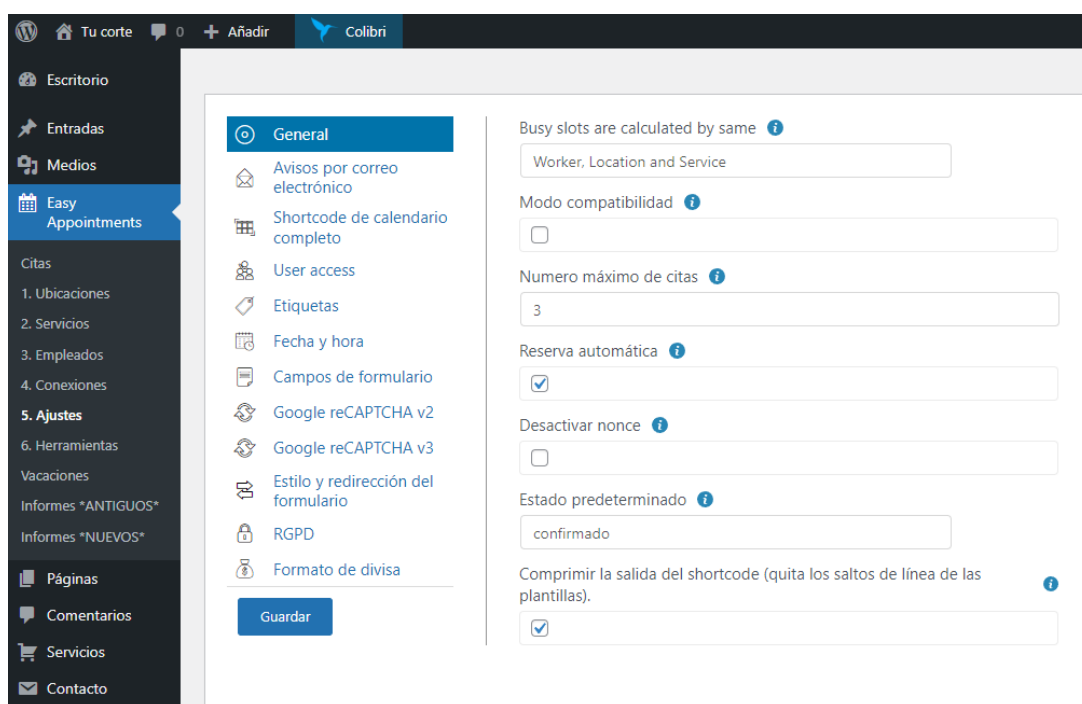 Tu corte
0
Añadir
Colibri
Escritorio
Entradas
Medios
Easy
Appointments
Citas
1. Ubicaciones
2. Servicios
3. Empleados
4. Conexiones
5. Ajustes
6. Herramientas
Vacaciones
Informes *ANTIGUOS*
Informes *NUEVOS*
Páginas
Comentarios
Servicios
Contacto
General
Avisos por correo
electrónico
Shortcode de calendario
completo
User access
Etiquetas
Fecha y hora
Campos de formulario
Google reCAPTCHA v2
Google reCAPTCHA v3
Estilo y redirección del
formulario
RGPD
Formato de divisa
Guardar
Busy slots are calculated by same
Worker, Location and Service
Modo compatibilidad
Numero máximo de citas
3
Reserva automática
Desactivar nonce
Estado predeterminado
confirmado
Comprimir la salida del shortcode (quita los saltos de línea de las
plantillas).